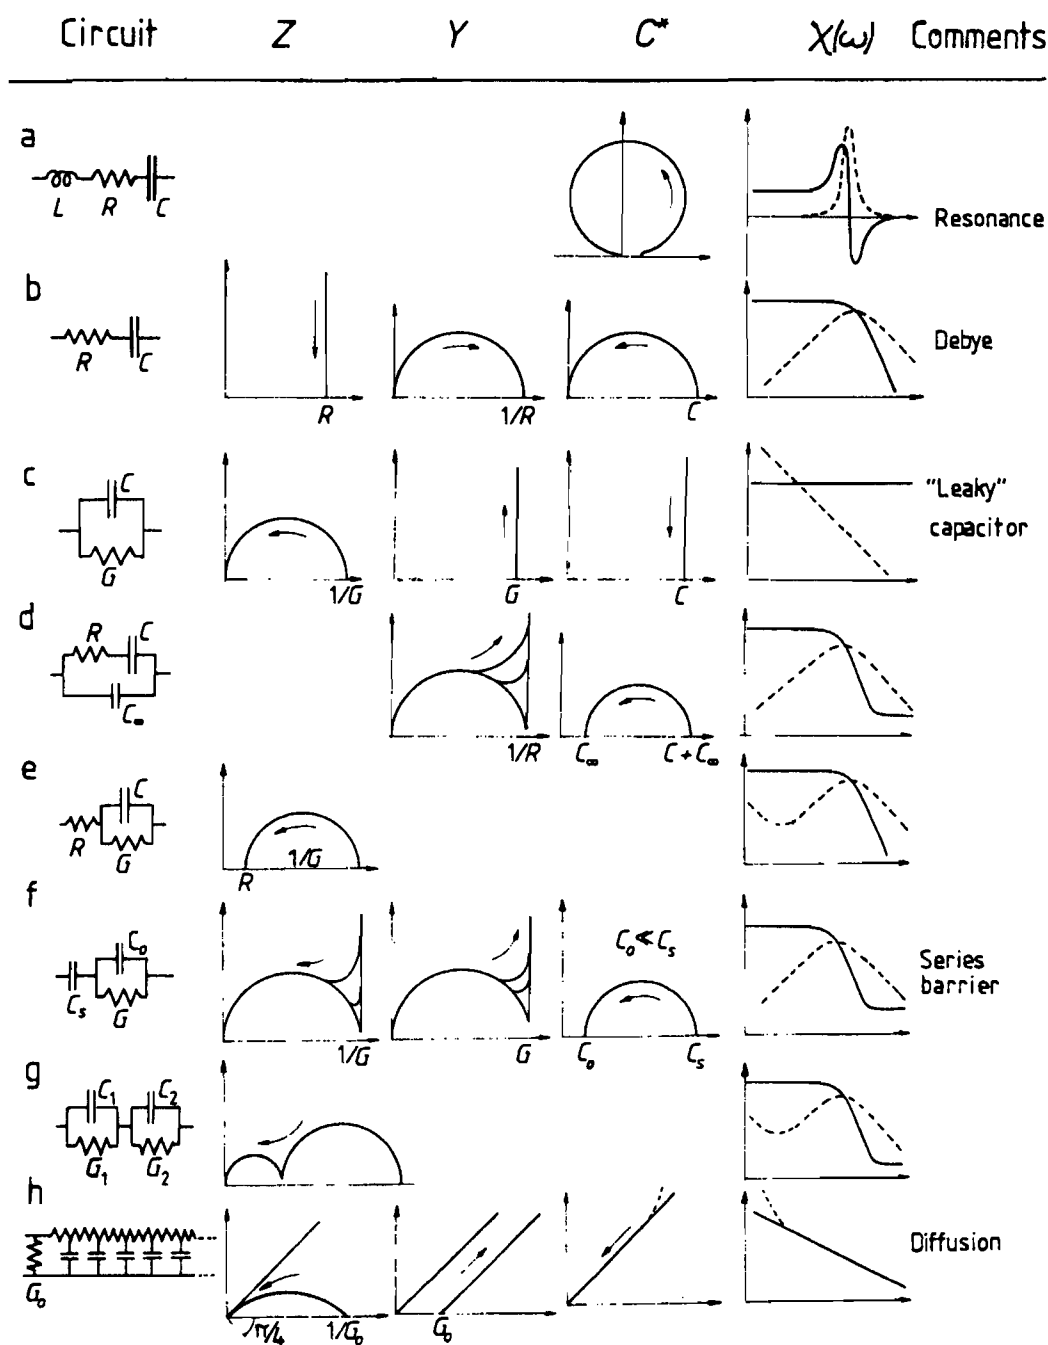 Circuit Z Y C* χ(ω) Comments
a
L R C
Resonance
b
R C
R
1/R
C
Debye
c
C
G
1/G
G
C
"Leaky"
capacitor
d
R C
C∞
1/R
C∞ C + C∞
e
C
R G
R 1/G
f
C₀
Cₛ G
1/G
G
C₀ ≪ Cₛ
C₀ Cₛ
Series
barrier
g
C₁ C₂
G₁ G₂
h
G₀
π/4 1/G₀
G₀
Diffusion